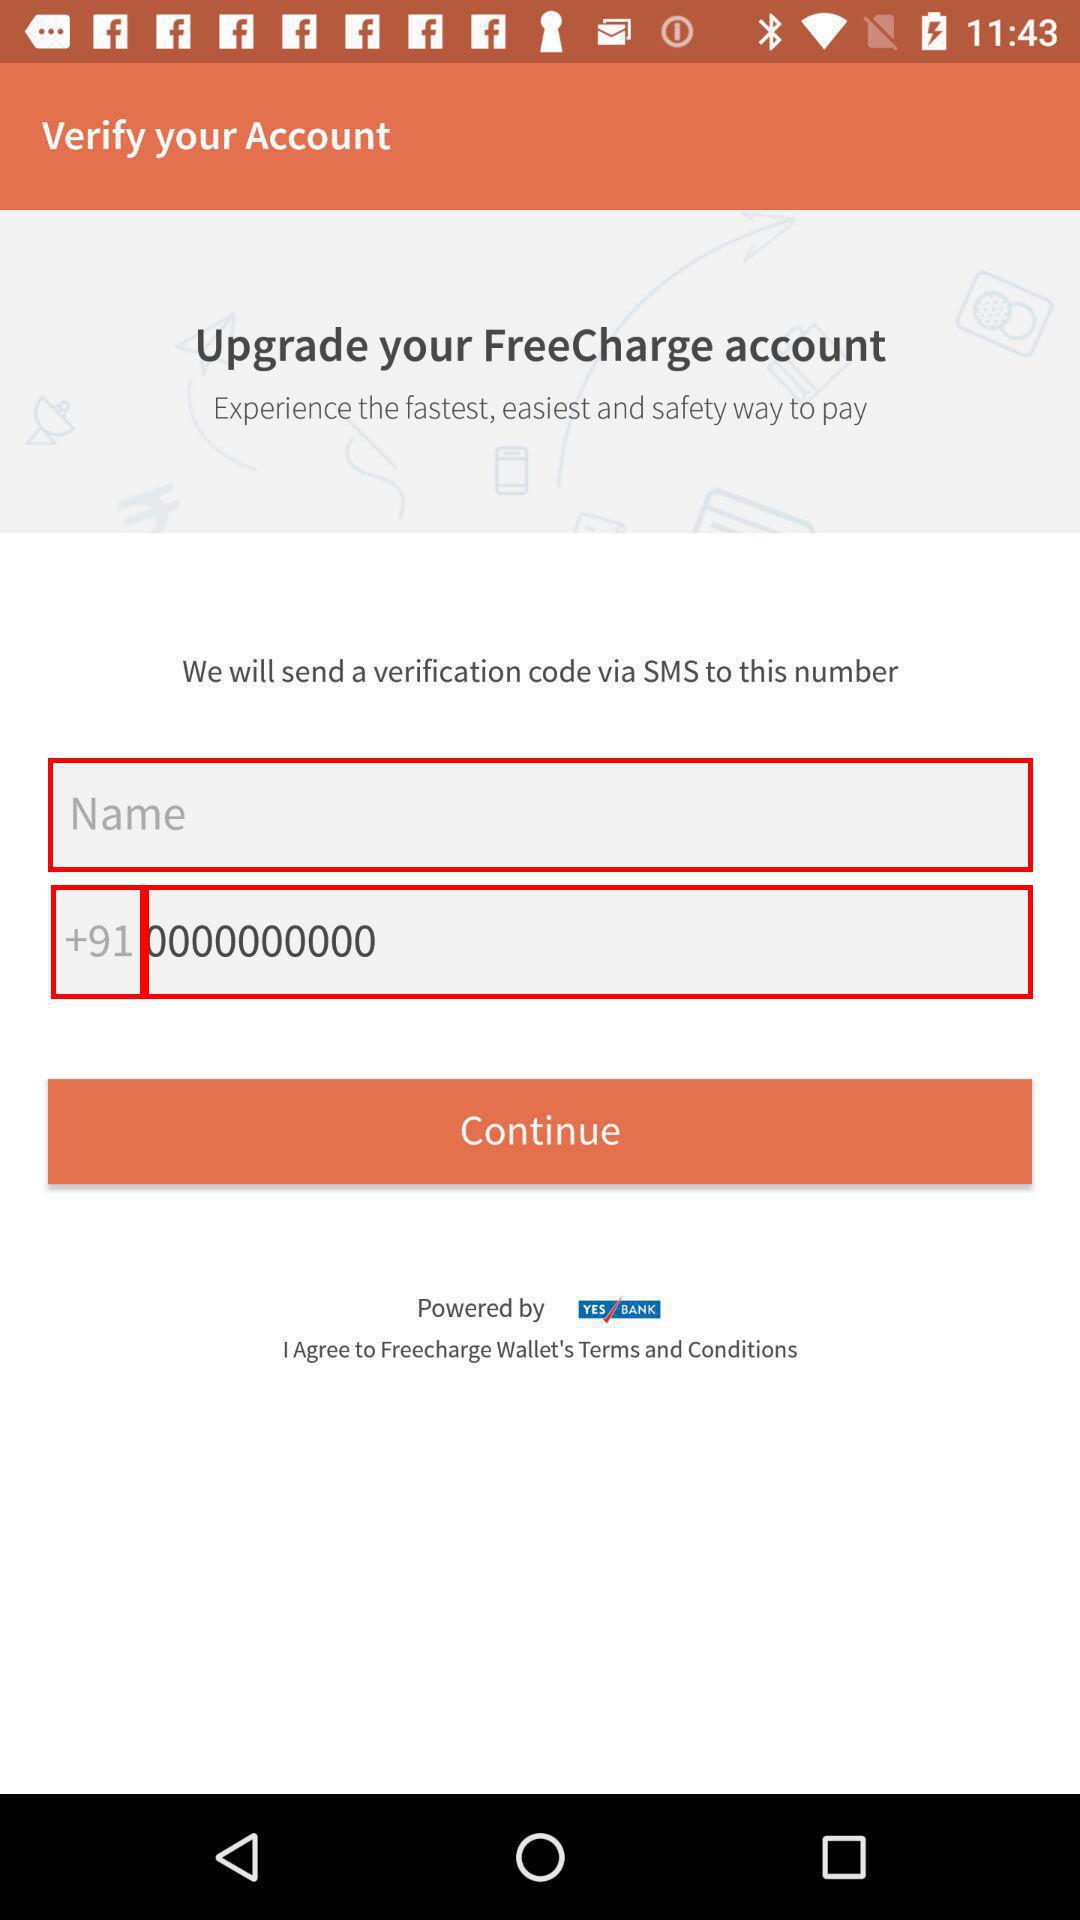 11:43
Verify your Account
Upgrade your FreeCharge account
Experience the fastest, easiest and safety way to pay
We will send a verification code via SMS to this number
Name
+91 0000000000
Continue
Powered by YES BANK
I Agree to Freecharge Wallet's Terms and Conditions